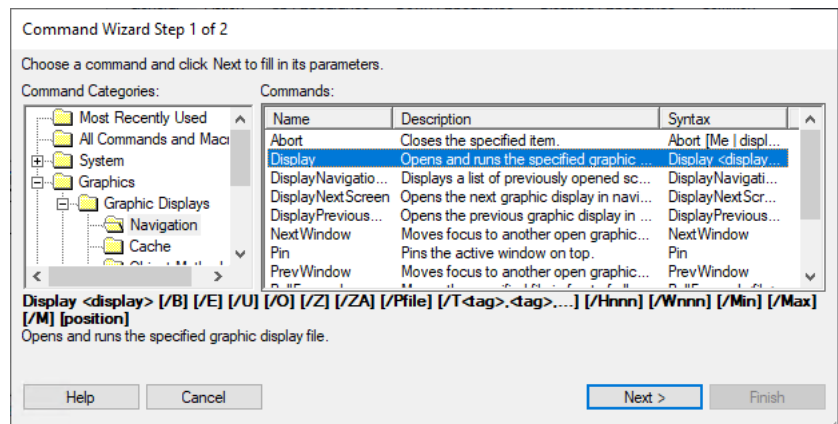 Command Wizard Step 1 of 2
Choose a command and click Next to fill in its parameters.
Command Categories:
Commands:
Most Recently Used
All Commands and Macr
System
Graphics
Graphic Displays
Navigation
Cache
Name Description Syntax
Abort Closes the specified item. Abort [Me | displ...
Display Opens and runs the specified graphic ... Display <display...
DisplayNavigatio... Displays a list of previously opened sc... DisplayNavigati...
DisplayNextScreen Opens the next graphic display in navi... DisplayNextScr...
DisplayPrevious... Opens the previous graphic display in ... DisplayPrevious...
NextWindow Moves focus to another open graphic... NextWindow
Pin Pins the active window on top. Pin
PrevWindow Moves focus to another open graphic... PrevWindow
Display <display> [/B] [/E] [/U] [/O] [/Z] [/ZA] [/Pfile] [/T<tag>,<tag>,...] [/Hnnn] [/Wnnn] [/Min] [/Max]
[/M] [position]
Opens and runs the specified graphic display file.
Help
Cancel
Next >
Finish